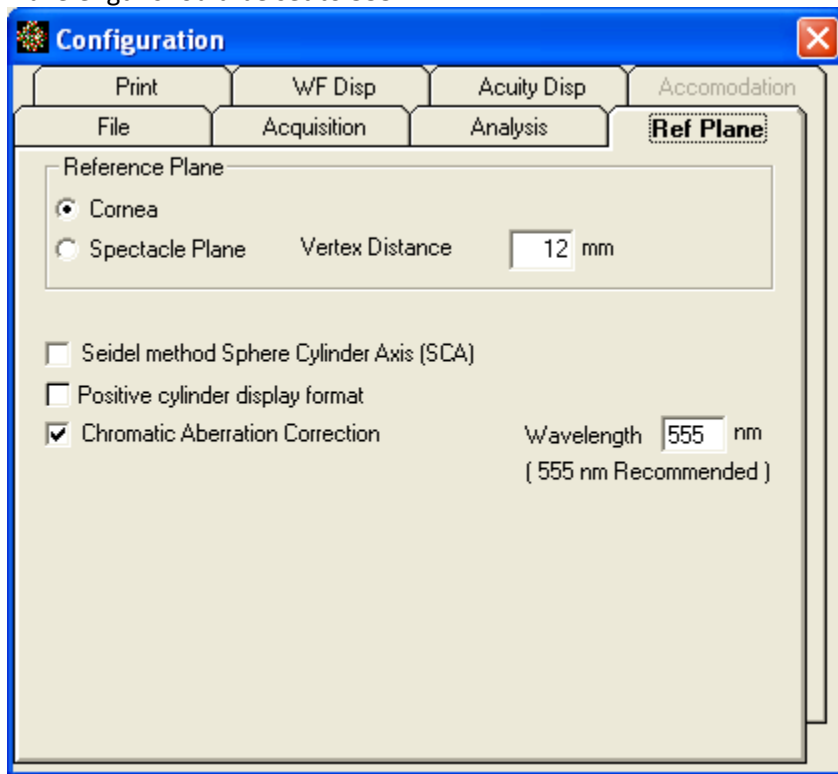 Configuration
Print WF Disp Acuity Disp Accomodation
File Acquisition Analysis Ref Plane
Reference Plane
Cornea
Spectacle Plane Vertex Distance 12 mm
Seidel method Sphere Cylinder Axis (SCA)
Positive cylinder display format
Chromatic Aberration Correction Wavelength 555 nm
( 555 nm Recommended )